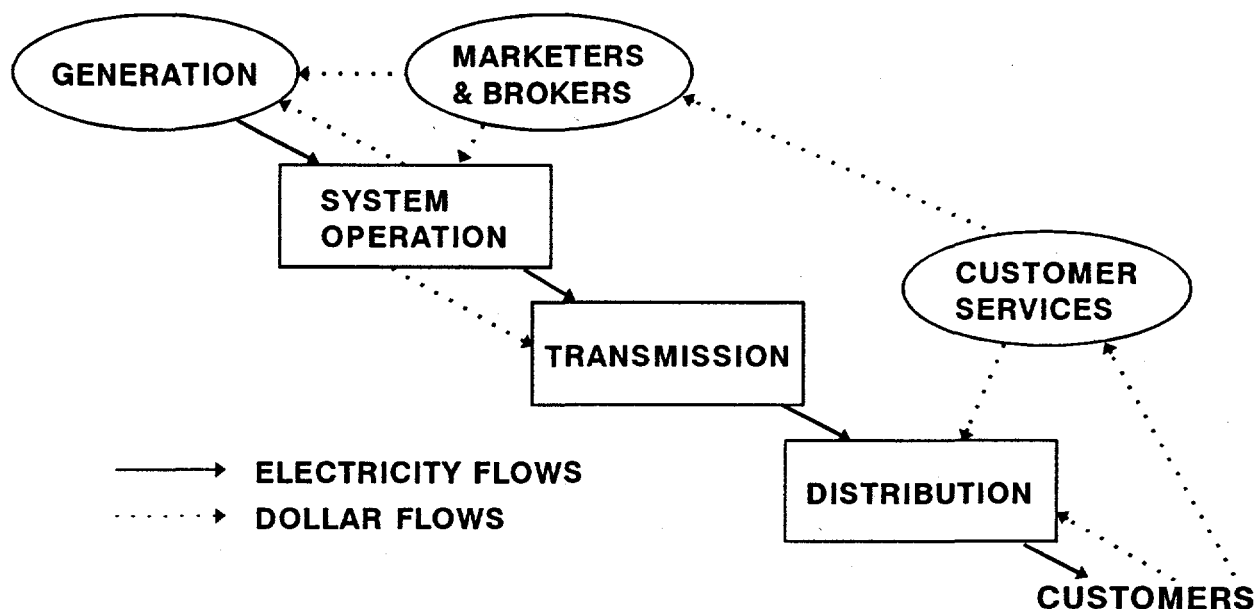 GENERATION
MARKETERS
& BROKERS
SYSTEM
OPERATION
CUSTOMER
SERVICES
TRANSMISSION
DISTRIBUTION
ELECTRICITY FLOWS
DOLLAR FLOWS
CUSTOMERS